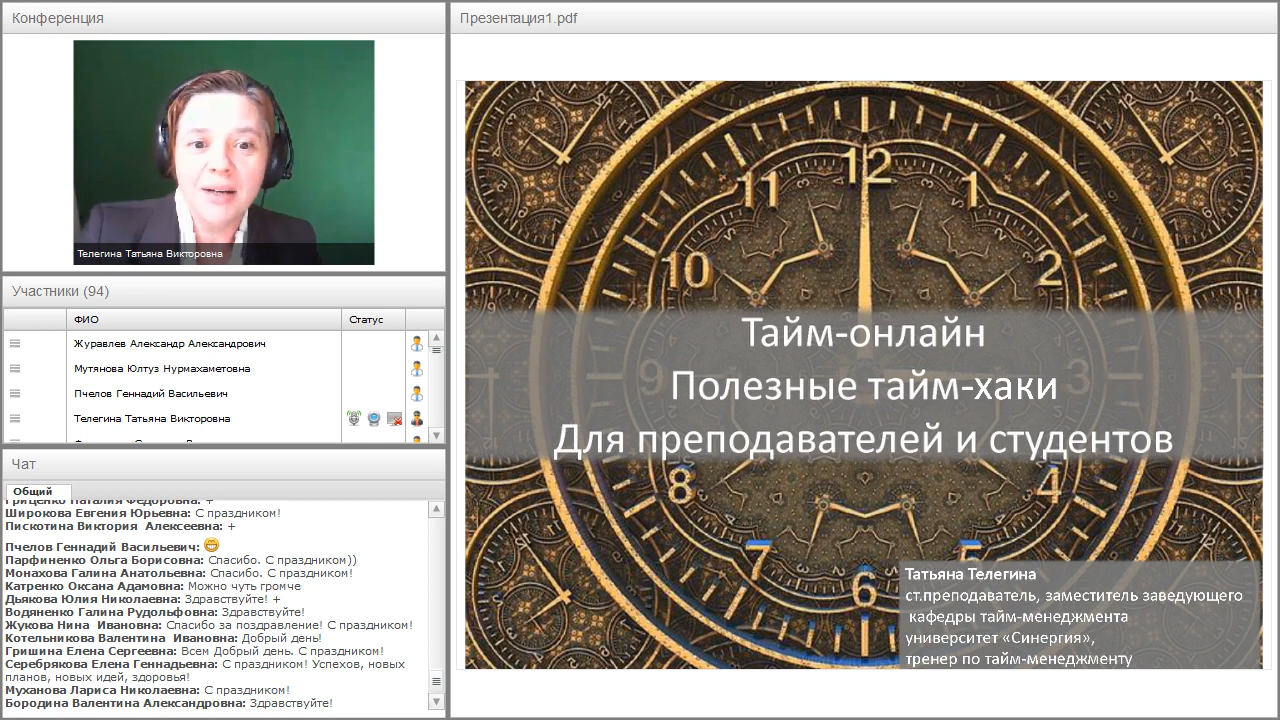 Конференция
Телегина Татьяна Викторовна
Участники (94)
ФИО
Статус
Журавлев Александр Александрович
Мутянова Юлтуз Нурмахаметовна
Пчелов Геннадий Васильевич
Телегина Татьяна Викторовна
Чат
Общий
Гриценко Наталия Федоровна: +
Широкова Евгения Юрьевна: С праздником!
Пискотина Виктория Алексеевна: +
Пчелов Геннадий Васильевич:
Парфиненко Ольга Борисовна: Спасибо. С праздником))
Монахова Галина Анатольевна: Спасибо. С праздником!
Катренко Оксана Адамовна: Можно чуть громче
Дьякова Юлия Николаевна: Здравствуйте! +
Водяненко Галина Рудольфовна: Здравствуйте!
Жукова Нина Ивановна: Спасибо за поздравление! С праздником!
Котельникова Валентина Ивановна: Добрый день!
Гришина Елена Сергеевна: Всем Добрый день. С праздником!
Серебрякова Елена Геннадьевна: С праздником! Успехов, новых
планов, новых идей, здоровья!
Муханова Лариса Николаевна: С праздником!
Бородина Валентина Александровна: Здравствуйте!
Презентация1.pdf
12
11
1
10
2
Тайм-онлайн
9
3
Полезные тайм-хаки
Для преподавателей и студентов
8
4
7
5
6
Татьяна Телегина
ст.преподаватель, заместитель заведующего
кафедры тайм-менеджмента
университет «Синергия»,
тренер по тайм-менеджменту